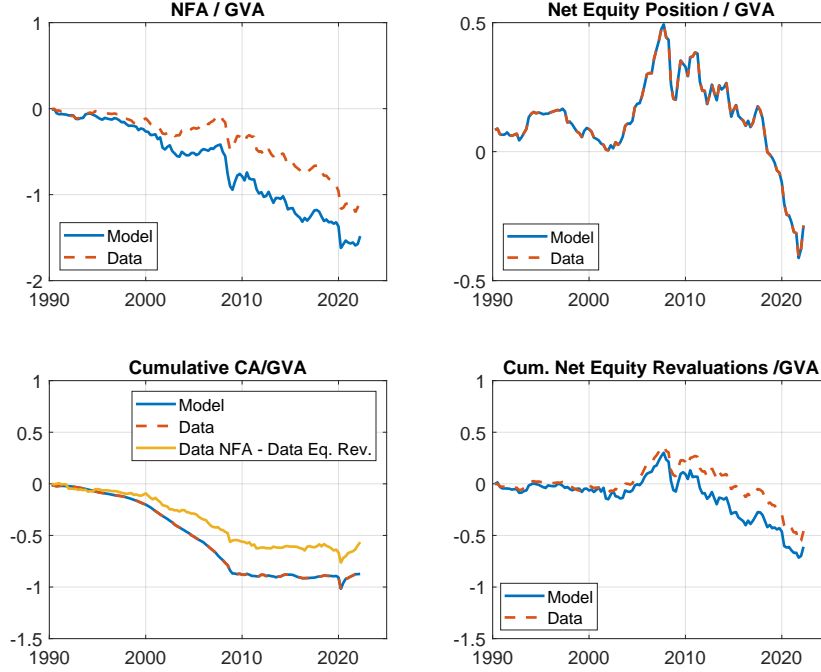 NFA / GVA
1
0
-1
-2
1990
2000
2010
2020
Model
Data
Net Equity Position / GVA
0.5
0
-0.5
1990
2000
2010
2020
Model
Data
Cumulative CA/GVA
1
0.5
0
-0.5
-1
-1.5
1990
2000
2010
2020
Model
Data
Data NFA - Data Eq. Rev.
Cum. Net Equity Revaluations /GVA
1
0.5
0
-0.5
-1
-1.5
1990
2000
2010
2020
Model
Data